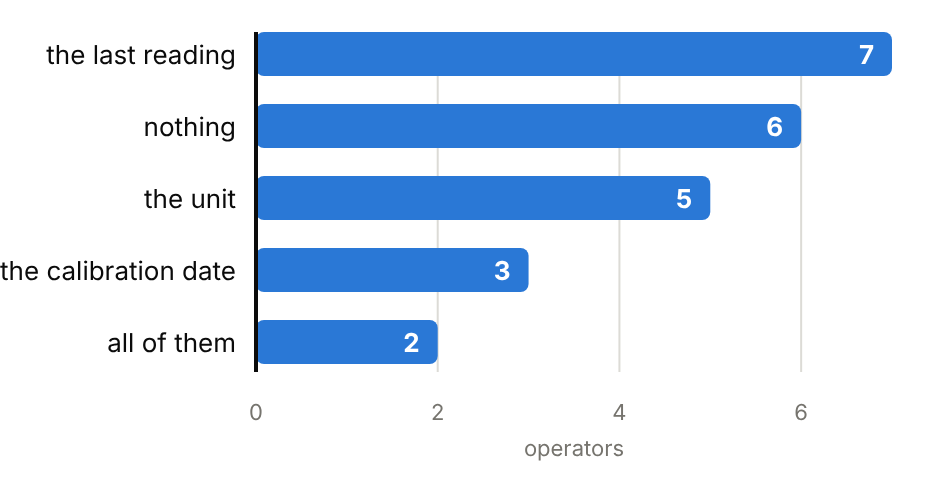 the last reading 7
nothing 6
the unit 5
the calibration date 3
all of them 2
0 2 4 6
operators